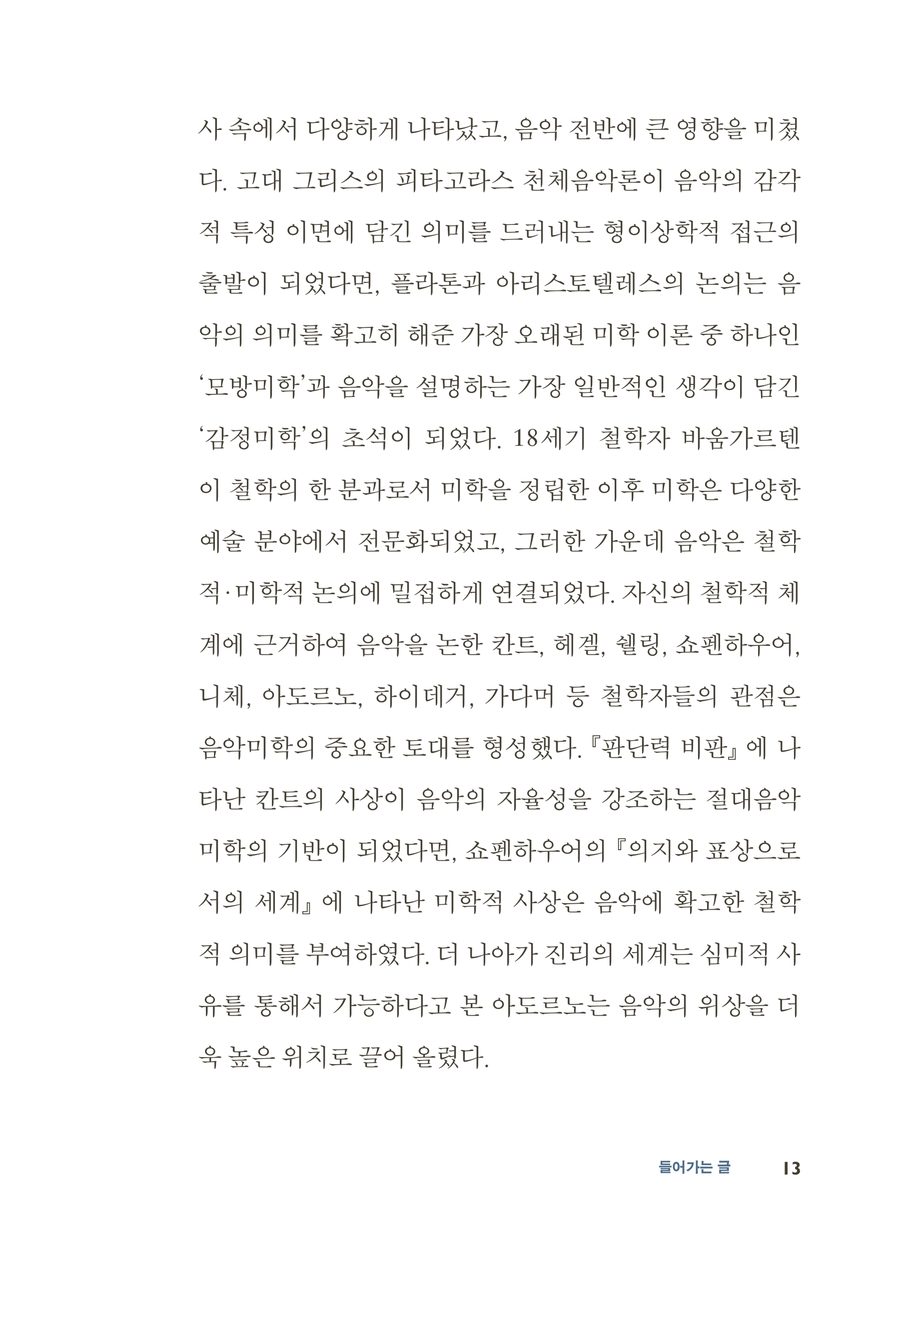 사 속에서 다양하게 나타났고, 음악 전반에 큰 영향을 미쳤
다. 고대 그리스의 피타고라스 천체음악론이 음악의 감각
적 특성 이면에 담긴 의미를 드러내는 형이상학적 접근의
출발이 되었다면, 플라톤과 아리스토텔레스의 논의는 음
악의 의미를 확고히 해준 가장 오래된 미학 이론 중 하나인
‘모방미학’과 음악을 설명하는 가장 일반적인 생각이 담긴
‘감정미학’의 초석이 되었다. 18세기 철학자 바움가르텐
이 철학의 한 분과로서 미학을 정립한 이후 미학은 다양한
예술 분야에서 전문화되었고, 그러한 가운데 음악은 철학
적·미학적 논의에 밀접하게 연결되었다. 자신의 철학적 체
계에 근거하여 음악을 논한 칸트, 헤겔, 쉘링, 쇼펜하우어,
니체, 아도르노, 하이데거, 가다머 등 철학자들의 관점은
음악미학의 중요한 토대를 형성했다. 『판단력 비판』에 나
타난 칸트의 사상이 음악의 자율성을 강조하는 절대음악
미학의 기반이 되었다면, 쇼펜하우어의 『의지와 표상으로
서의 세계』에 나타난 미학적 사상은 음악에 확고한 철학
적 의미를 부여하였다. 더 나아가 진리의 세계는 심미적 사
유를 통해서 가능하다고 본 아도르노는 음악의 위상을 더
욱 높은 위치로 끌어 올렸다.
들어가는 글 13